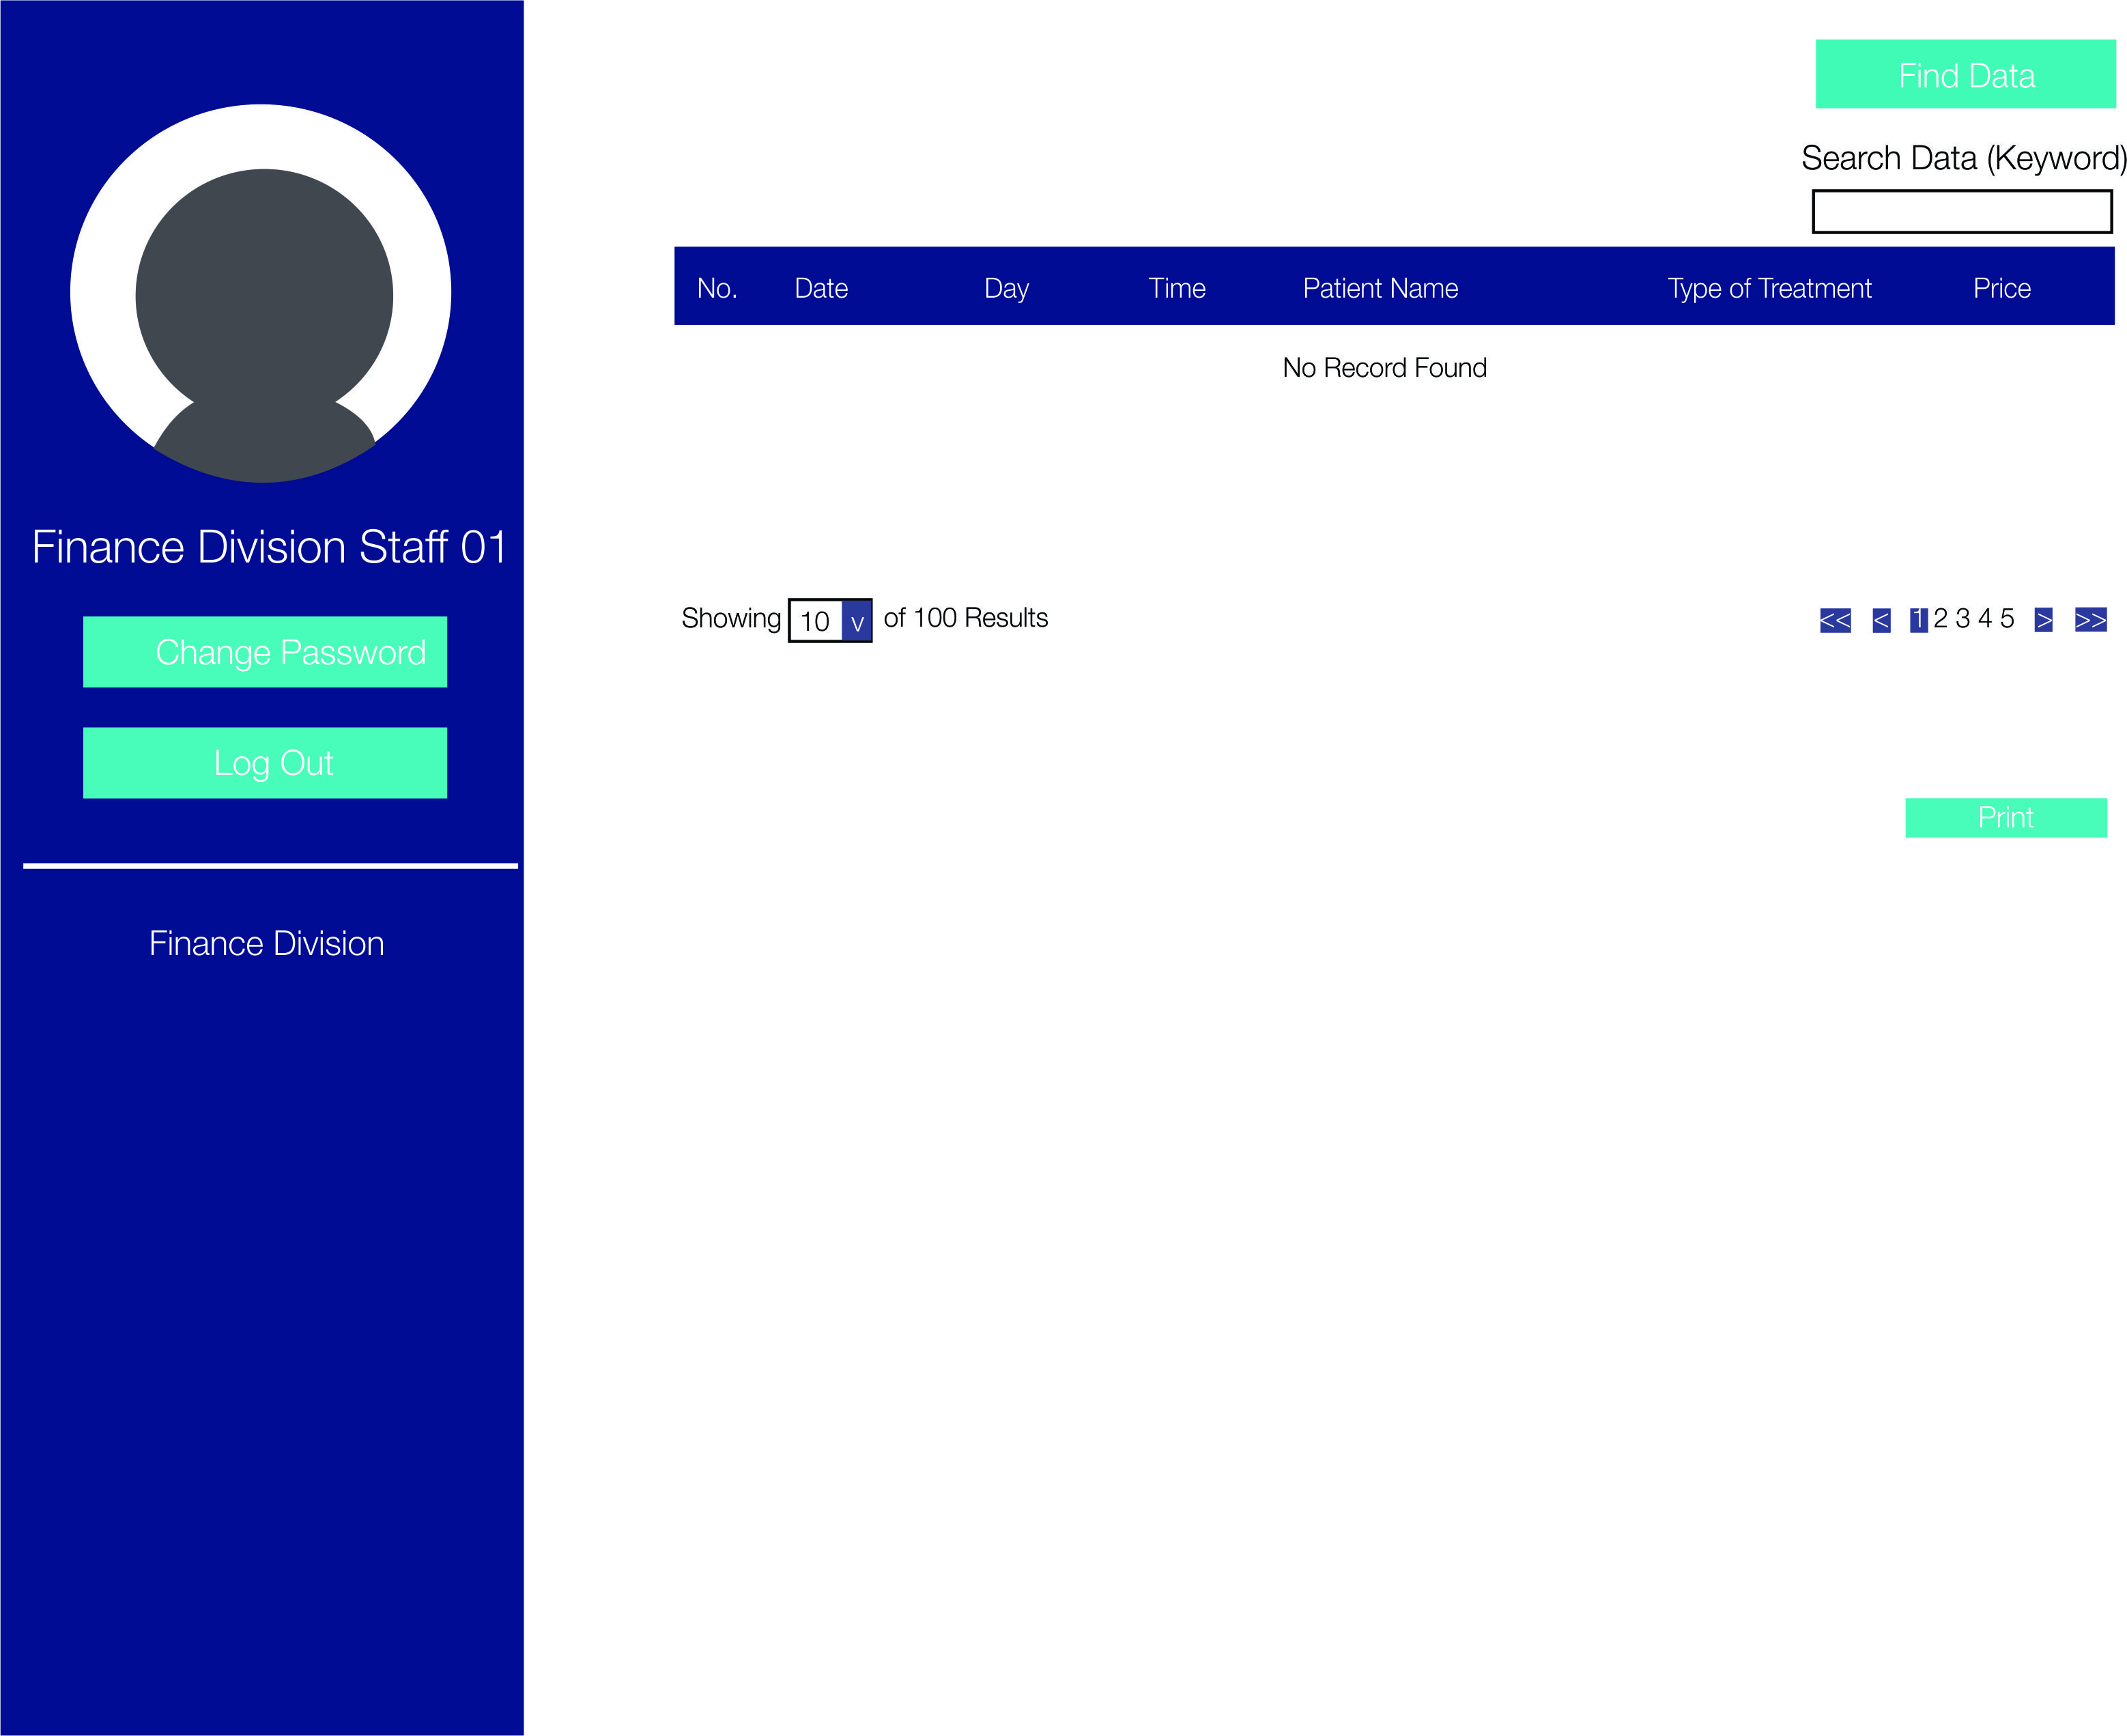 Finance Division Staff 01
Change Password
Log Out
Finance Division
Find Data
Search Data (Keyword)
No. Date Day Time Patient Name Type of Treatment Price
No Record Found
Showing 10 v of 100 Results << < 1 2 3 4 5 > >>
Print